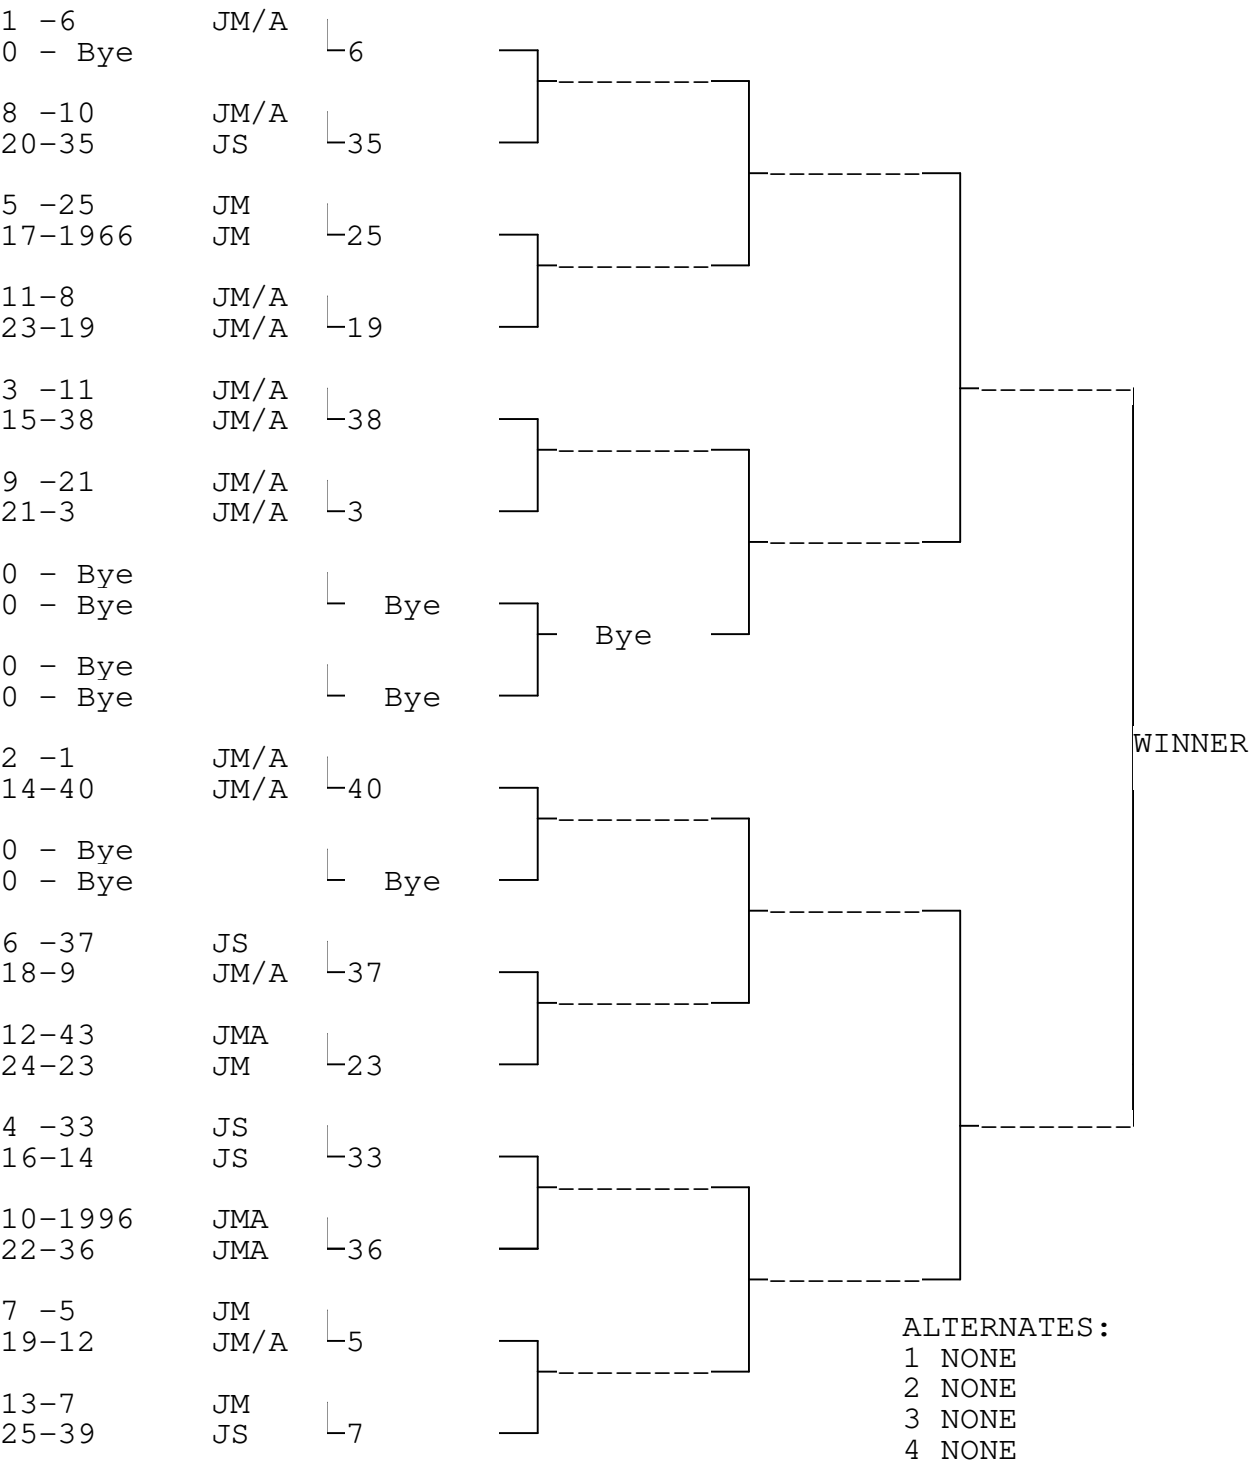 1 -6 JM/A
0 - Bye 6
8 -10 JM/A
20-35 JS 35
5 -25 JM
17-1966 JM 25
11-8 JM/A
23-19 JM/A 19
3 -11 JM/A
15-38 JM/A 38
9 -21 JM/A
21-3 JM/A 3
0 - Bye
0 - Bye Bye
Bye
0 - Bye
0 - Bye Bye
WINNER
2 -1 JM/A
14-40 JM/A 40
0 - Bye
0 - Bye Bye
6 -37 JS
18-9 JM/A 37
12-43 JMA
24-23 JM 23
4 -33 JS
16-14 JS 33
10-1996 JMA
22-36 JMA 36
7 -5 JM
19-12 JM/A 5
13-7 JM
25-39 JS 7
ALTERNATES:
1 NONE
2 NONE
3 NONE
4 NONE